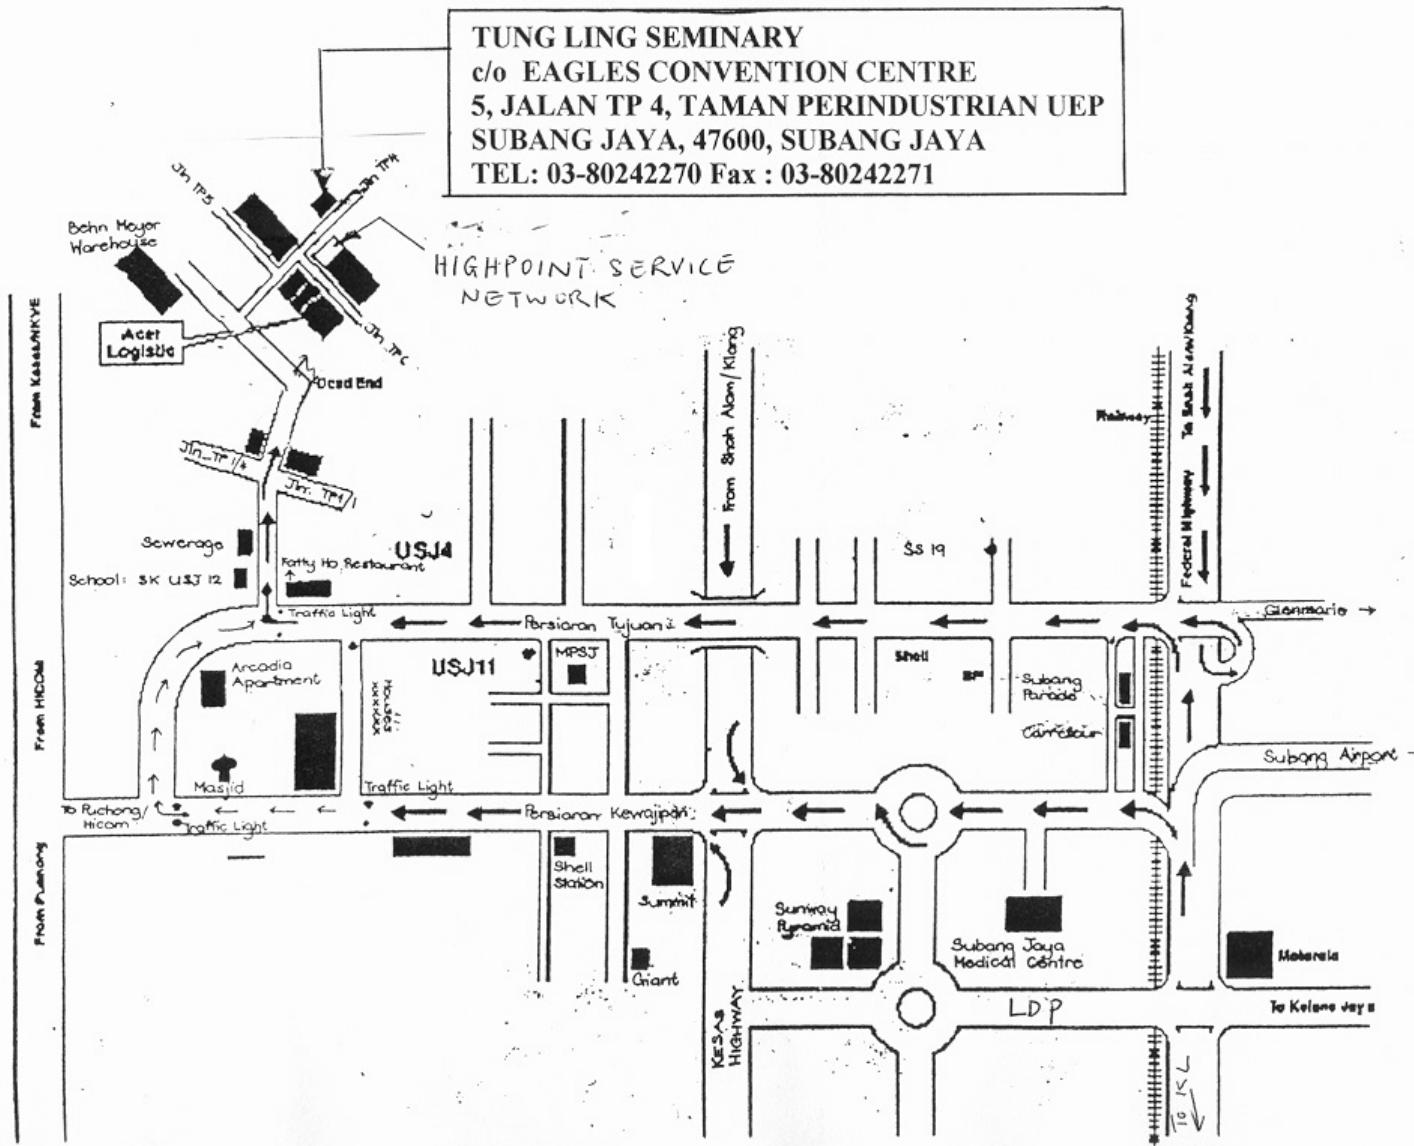 TUNG LING SEMINARY
c/o EAGLES CONVENTION CENTRE
5, JALAN TP 4, TAMAN PERINDUSTRIAN UEP
SUBANG JAYA, 47600, SUBANG JAYA
TEL: 03-80242270 Fax : 03-80242271
Jln TP5
Jln TP4
Behn Meyer
Warehouse
HIGHPOINT SERVICE
NETWORK
Acer
Logistic
Jln TP6
Dead End
From Kesas/NKVE
From Shah Alam/Klang
Railway
Federal Highway To Shah Alam/Klang
Jln TP 1/4
Jln. TP1/1
Sewerage
USJ4
SS 19
School: SK USJ 12
Fatty Ho Restaurant
Traffic Light
Persiaran Tujuan
Glenmarie
USJ11
MPSJ
Shell
BP
Arcadia
Apartment
Houses
xxxxxx
Subang
Parade
Carrefour
From HICOM
Subang Airport
Masjid
Traffic Light
To Puchong/
Hicom
Traffic Light
Persiaran Kewajipan
From Puchong
Shell
Station
Summit
Sunway
Pyramid
Subang Jaya
Medical Centre
Motorola
Giant
KESAS
HIGHWAY
LDP
To Kelana Jaya
To KL